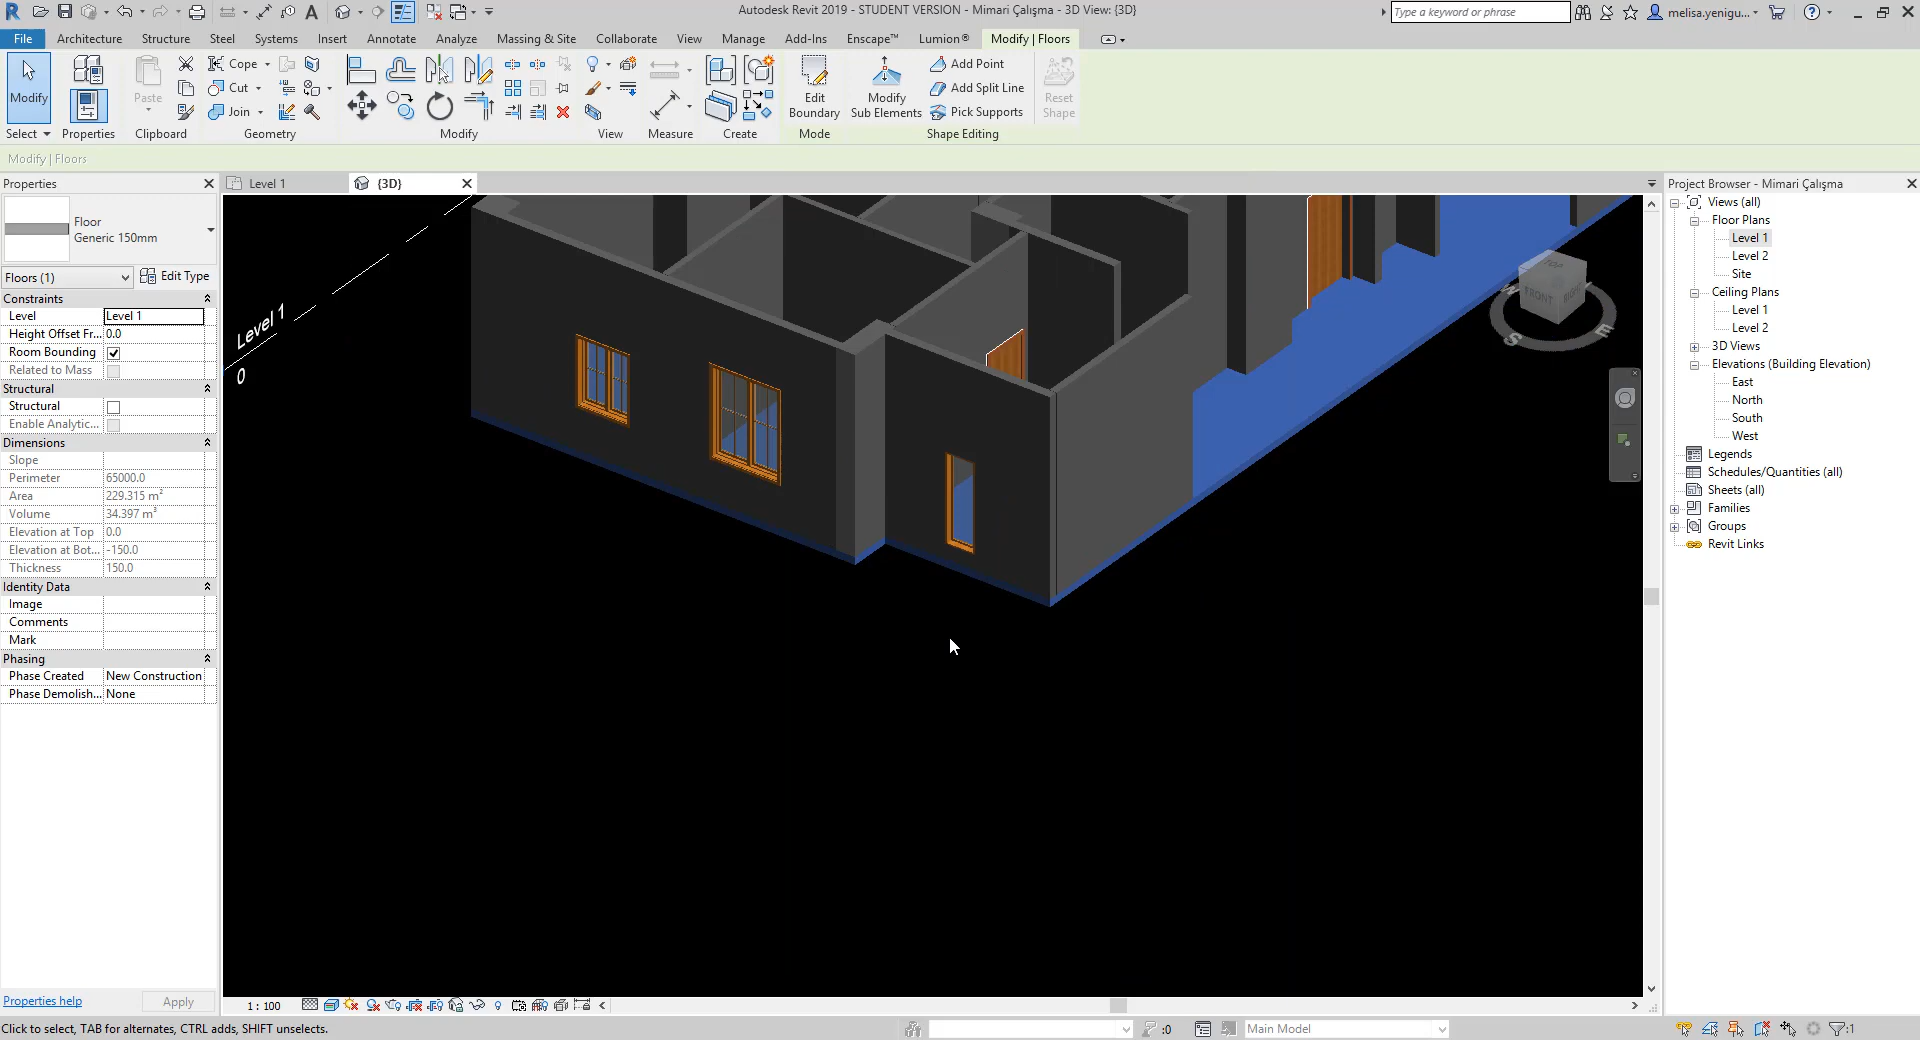 Autodesk Revit 2019 - STUDENT VERSION - Mimari Çalışma - 3D View: {3D}
Type a keyword or phrase
melisa.yenigu...
File Architecture Structure Steel Systems Insert Annotate Analyze Massing & Site Collaborate View Manage Add-Ins Enscape™ Lumion® Modify | Floors
Modify
Select
Properties
Paste
Clipboard
Cope
Cut
Join
Geometry
Modify
View
Measure
Create
Edit
Boundary
Mode
Modify
Sub Elements
Add Point
Add Split Line
Pick Supports
Shape Editing
Reset
Shape
Modify | Floors
Properties
Floor
Generic 150mm
Floors (1)
Edit Type
Constraints
Level Level 1
Height Offset Fr... 0.0
Room Bounding
Related to Mass
Structural
Structural
Enable Analytic...
Dimensions
Slope
Perimeter 65000.0
Area 229.315 m²
Volume 34.397 m³
Elevation at Top 0.0
Elevation at Bot... -150.0
Thickness 150.0
Identity Data
Image
Comments
Mark
Phasing
Phase Created New Construction
Phase Demolish... None
Properties help
Apply
Level 1
{3D}
Level 1
0
TOP
FRONT
RIGHT
W
S
E
Project Browser - Mimari Çalışma
Views (all)
Floor Plans
Level 1
Level 2
Site
Ceiling Plans
Level 1
Level 2
3D Views
Elevations (Building Elevation)
East
North
South
West
Legends
Schedules/Quantities (all)
Sheets (all)
Families
Groups
Revit Links
1 : 100
Click to select, TAB for alternates, CTRL adds, SHIFT unselects.
:0
Main Model
:1